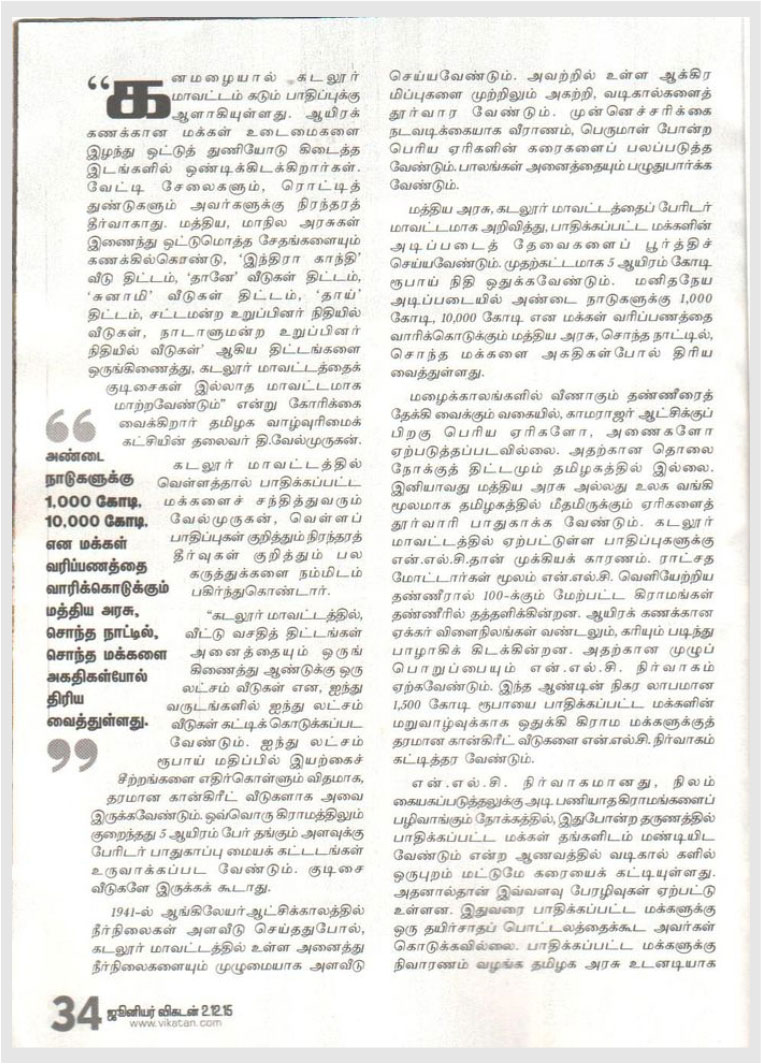 “கனமழையால் கடலூர்
மாவட்டம் கடும் பாதிப்புக்கு
ஆளாகியுள்ளது. ஆயிரக்
கணக்கான மக்கள் உடைமைகளை
இழந்து ஒட்டுத் துணியோடு கிடைத்த
இடங்களில் ஒண்டிக்கிடக்கிறார்கள்.
வேட்டி சேலைகளும், ரொட்டித்
துண்டுகளும் அவர்களுக்கு நிரந்தரத்
தீர்வாகாது. மத்திய, மாநில அரசுகள்
இணைந்து ஒட்டுமொத்த சேதங்களையும்
கணக்கில்கொண்டு, ‘இந்திரா காந்தி’
வீடு திட்டம், ‘தானே’ வீடுகள் திட்டம்,
‘சுனாமி’ வீடுகள் திட்டம், ‘தாய்’
திட்டம், சட்டமன்ற உறுப்பினர் நிதியில்
வீடுகள், நாடாளுமன்ற உறுப்பினர்
நிதியில் வீடுகள்’ ஆகிய திட்டங்களை
ஒருங்கிணைத்து, கடலூர் மாவட்டத்தைக்
குடிசைகள் இல்லாத மாவட்டமாக
மாற்றவேண்டும்” என்று கோரிக்கை
வைக்கிறார் தமிழக வாழ்வுரிமைக்
கட்சியின் தலைவர் தி.வேல்முருகன்.
கடலூர் மாவட்டத்தில்
வெள்ளத்தால் பாதிக்கப்பட்ட
மக்களைச் சந்தித்துவரும்
வேல்முருகன், வெள்ளப்
பாதிப்புகள் குறித்தும் நிரந்தரத்
தீர்வுகள் குறித்தும் பல
கருத்துக்களை நம்மிடம்
பகிர்ந்துகொண்டார்.
“கடலூர் மாவட்டத்தில்,
வீட்டு வசதித் திட்டங்கள்
அனைத்தையும் ஒருங்
கிணைத்து ஆண்டுக்கு ஒரு
லட்சம் வீடுகள் என, ஐந்து
வருடங்களில் ஐந்து லட்சம்
வீடுகள் கட்டிக் கொடுக்கப்பட
வேண்டும். ஐந்து லட்சம்
ரூபாய் மதிப்பில் இயற்கைச்
சீற்றங்களை எதிர்கொள்ளும் விதமாக,
தரமான கான்கிரீட் வீடுகளாக அவை
இருக்கவேண்டும். ஒவ்வொரு கிராமத்திலும்
குறைந்தது 5 ஆயிரம் பேர் தங்கும் அளவுக்கு
பேரிடர் பாதுகாப்பு மையக் கட்டடங்கள்
உருவாக்கப்பட வேண்டும். குடிசை
வீடுகளே இருக்கக் கூடாது.
1941-ல் ஆங்கிலேயர் ஆட்சிக்காலத்தில்
நீர்நிலைகள் அளவீடு செய்ததுபோல்,
கடலூர் மாவட்டத்தில் உள்ள அனைத்து
நீர்நிலைகளையும் முழுமையாக அளவீடு
“
அண்டை
நாடுகளுக்கு
1,000 கோடி,
10,000 கோடி,
என மக்கள்
வரிப்பணத்தை
வாரிக்கொடுக்கும்
மத்திய அரசு,
சொந்த நாட்டில்,
சொந்த மக்களை
அகதிகள்போல்
திரிய
வைத்துள்ளது.
”
செய்யவேண்டும். அவற்றில் உள்ள ஆக்கிர
மிப்புகளை முற்றிலும் அகற்றி, வடிகால்களைத்
தூர்வார வேண்டும். முன்னெச்சரிக்கை
நடவடிக்கையாக வீராணம், பெருமாள் போன்ற
பெரிய ஏரிகளின் கரைகளைப் பலப்படுத்த
வேண்டும். பாலங்கள் அனைத்தையும் பழுதுபார்க்க
வேண்டும்.
மத்திய அரசு, கடலூர் மாவட்டத்தைப் பேரிடர்
மாவட்டமாக அறிவித்து, பாதிக்கப்பட்ட மக்களின்
அடிப்படைத் தேவைகளைப் பூர்த்திச்
செய்யவேண்டும். முதற்கட்டமாக 5 ஆயிரம் கோடி
ரூபாய் நிதி ஒதுக்கவேண்டும். மனிதநேய
அடிப்படையில் அண்டை நாடுகளுக்கு 1,000
கோடி, 10,000 கோடி என மக்கள் வரிப்பணத்தை
வாரிக்கொடுக்கும் மத்திய அரசு, சொந்த நாட்டில்,
சொந்த மக்களை அகதிகள்போல் திரிய
வைத்துள்ளது.
மழைக்காலங்களில் வீணாகும் தண்ணீரைத்
தேக்கி வைக்கும் வகையில், காமராஜர் ஆட்சிக்குப்
பிறகு பெரிய ஏரிகளோ, அணைகளோ
ஏற்படுத்தப்படவில்லை. அதற்கான தொலை
நோக்குத் திட்டமும் தமிழகத்தில் இல்லை.
இனியாவது மத்திய அரசு அல்லது உலக வங்கி
மூலமாக தமிழகத்தில் மீதமிருக்கும் ஏரிகளைத்
தூர்வாரி பாதுகாக்க வேண்டும். கடலூர்
மாவட்டத்தில் ஏற்பட்டுள்ள பாதிப்புகளுக்கு
என்.எல்.சி.தான் முக்கியக் காரணம். ராட்சத
மோட்டார்கள் மூலம் என்.எல்.சி. வெளியேற்றிய
தண்ணீரால் 100-க்கும் மேற்பட்ட கிராமங்கள்
தண்ணீரில் தத்தளிக்கின்றன. ஆயிரக் கணக்கான
ஏக்கர் விளைநிலங்கள் வண்டலும், கரியும் படிந்து
பாழாகிக் கிடக்கின்றன. அதற்கான முழுப்
பொறுப்பையும் என்.எல்.சி. நிர்வாகம்
ஏற்கவேண்டும். இந்த ஆண்டின் நிகர லாபமான
1,500 கோடி ரூபாயை பாதிக்கப்பட்ட மக்களின்
மறுவாழ்வுக்காக ஒதுக்கி கிராம மக்களுக்குத்
தரமான கான்கிரீட் வீடுகளை என்.எல்.சி. நிர்வாகம்
கட்டித்தர வேண்டும்.
என்.எல்.சி. நிர்வாகமானது, நிலம்
கையகப்படுத்தலுக்கு அடி பணியாத கிராமங்களைப்
பழிவாங்கும் நோக்கத்தில், இதுபோன்ற தருணத்தில்
பாதிக்கப்பட்ட மக்கள் தங்களிடம் மண்டியிட
வேண்டும் என்ற ஆணவத்தில் வடிகால் களில்
ஒருபுறம் மட்டுமே கரையைக் கட்டியுள்ளது.
அதனால்தான் இவ்வளவு பேரழிவுகள் ஏற்பட்டு
உள்ளன. இதுவரை பாதிக்கப்பட்ட மக்களுக்கு
ஒரு தயிர்சாதப் பொட்டலத்தைக்கூட அவர்கள்
கொடுக்கவில்லை. பாதிக்கப்பட்ட மக்களுக்கு
நிவாரணம் வழங்க தமிழக அரசு உடனடியாக
34 ஜூனியர் விகடன் 2.12.15
www.vikatan.com